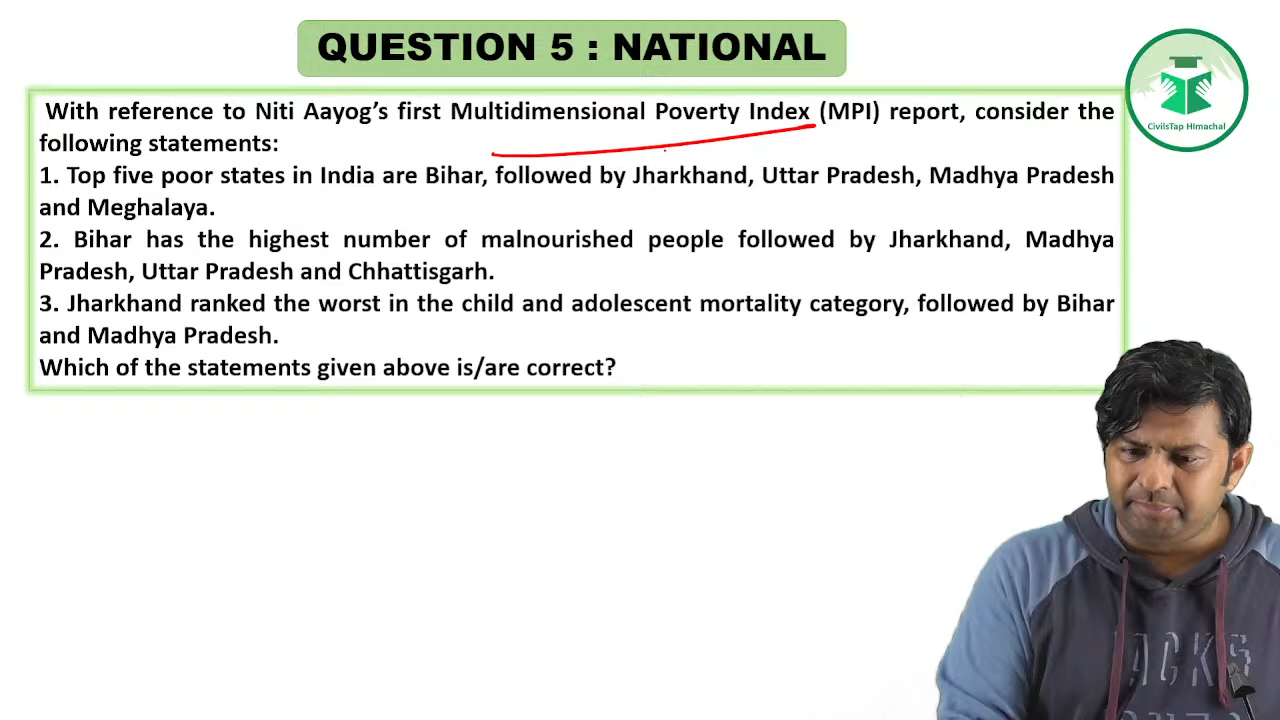 QUESTION 5 : NATIONAL
With reference to Niti Aayog's first Multidimensional Poverty Index (MPI) report, consider the
following statements:
1. Top five poor states in India are Bihar, followed by Jharkhand, Uttar Pradesh, Madhya Pradesh
and Meghalaya.
2. Bihar has the highest number of malnourished people followed by Jharkhand, Madhya
Pradesh, Uttar Pradesh and Chhattisgarh.
3. Jharkhand ranked the worst in the child and adolescent mortality category, followed by Bihar
and Madhya Pradesh.
Which of the statements given above is/are correct?
CivilsTap HImachal